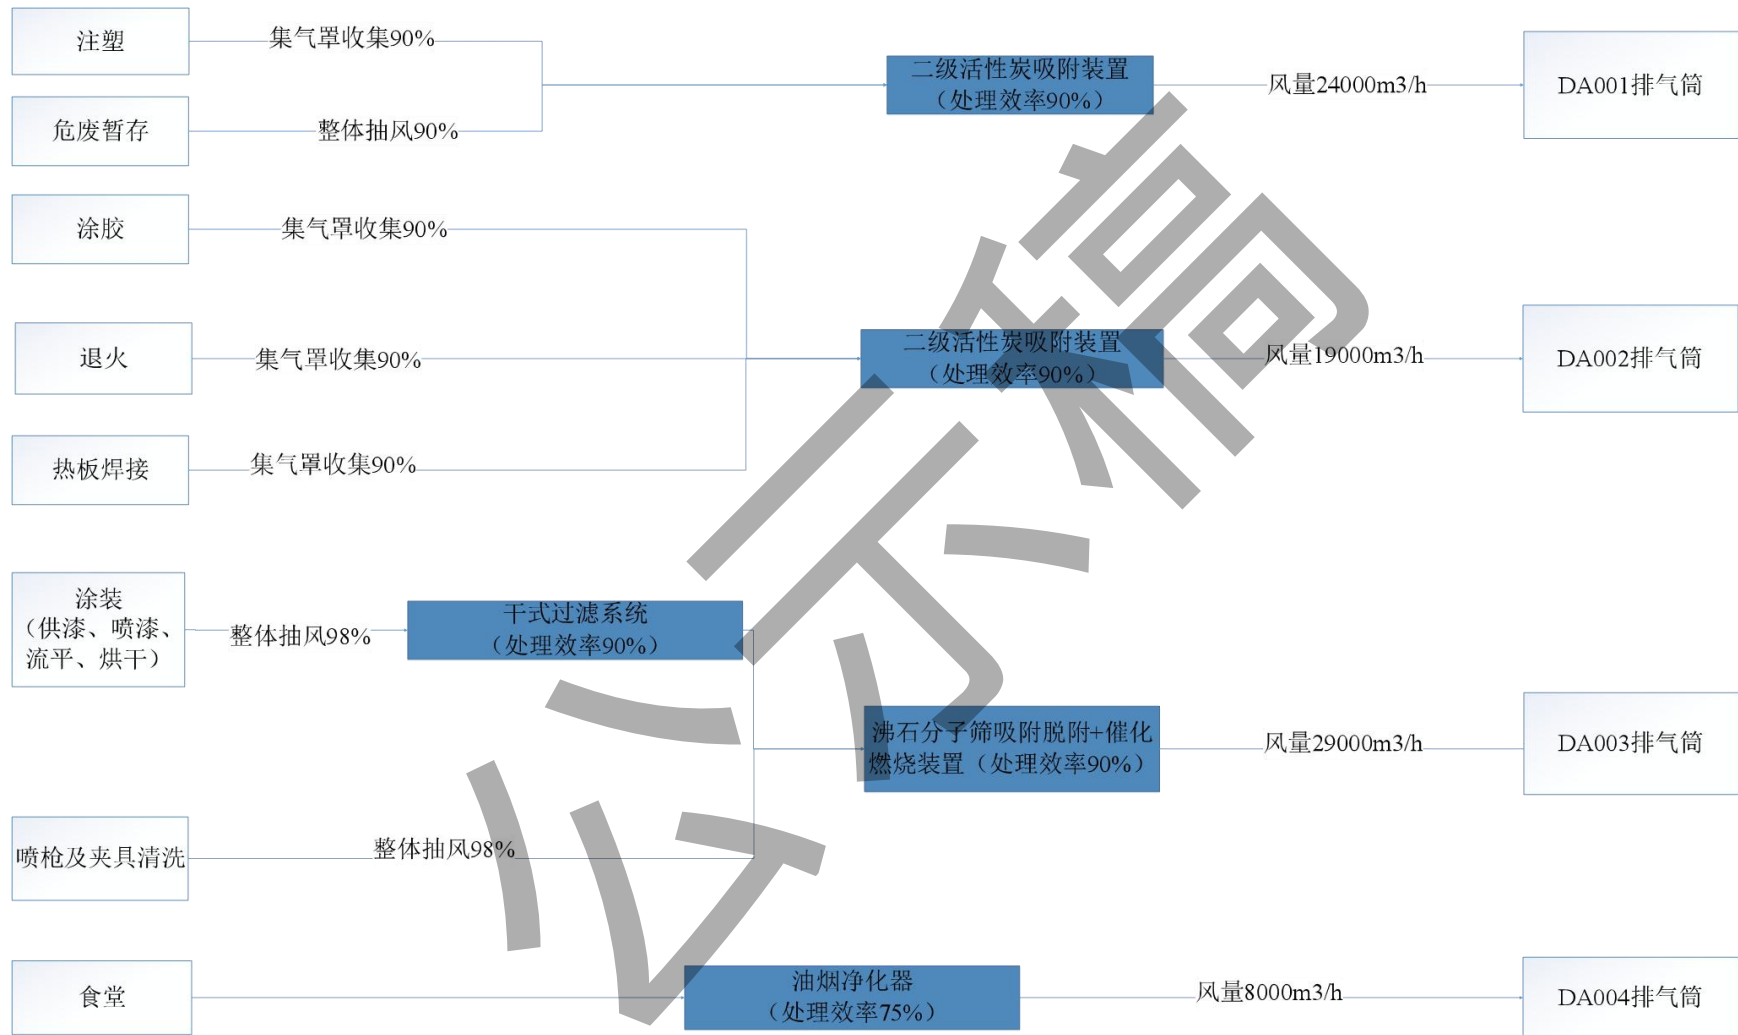 注塑
集气罩收集90%
二级活性炭吸附装置
（处理效率90%）
风量24000m3/h
DA001排气筒
危废暂存
整体抽风90%
涂胶
集气罩收集90%
退火
集气罩收集90%
二级活性炭吸附装置
（处理效率90%）
风量19000m3/h
DA002排气筒
热板焊接
集气罩收集90%
涂装
（供漆、喷漆、
流平、烘干）
整体抽风98%
干式过滤系统
（处理效率90%）
沸石分子筛吸附脱附+催化
燃烧装置（处理效率90%）
风量29000m3/h
DA003排气筒
喷枪及夹具清洗
整体抽风98%
食堂
油烟净化器
（处理效率75%）
风量8000m3/h
DA004排气筒
公示稿